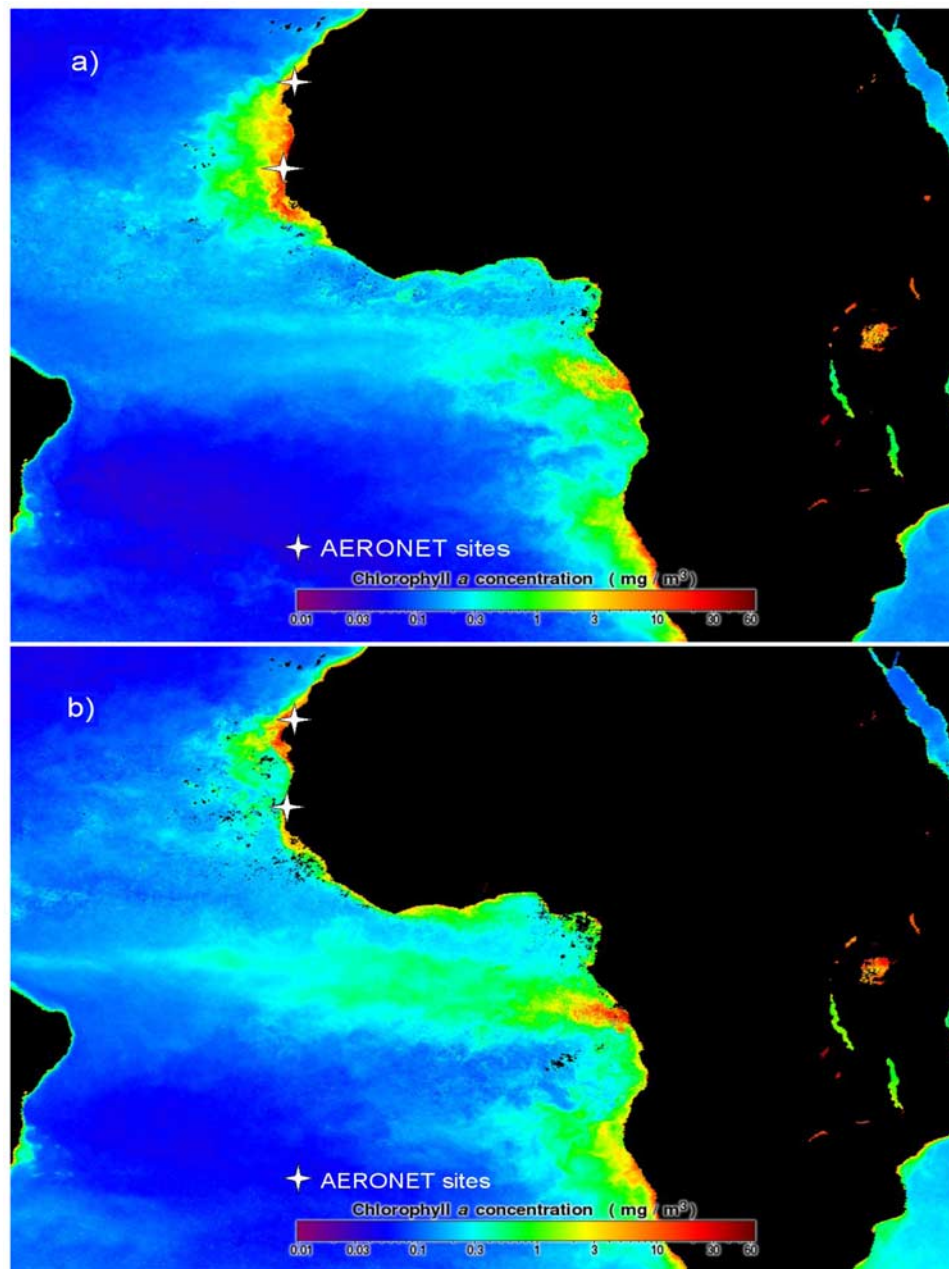 a)
AERONET sites
Chlorophyll a concentration ( mg / m³)
0.01 0.03 0.1 0.3 1 3 10 30 60
b)
AERONET sites
Chlorophyll a concentration ( mg / m³)
0.01 0.03 0.1 0.3 1 3 10 30 60